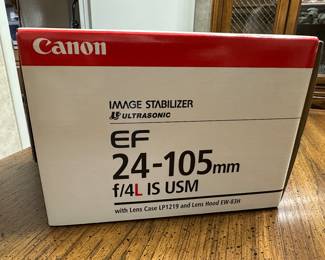 Canon
IMAGE STABILIZER
ULTRASONIC
EF
24-105mm
f/4L IS USM
with Lens Case LP1219 and Lens Hood EW-83H